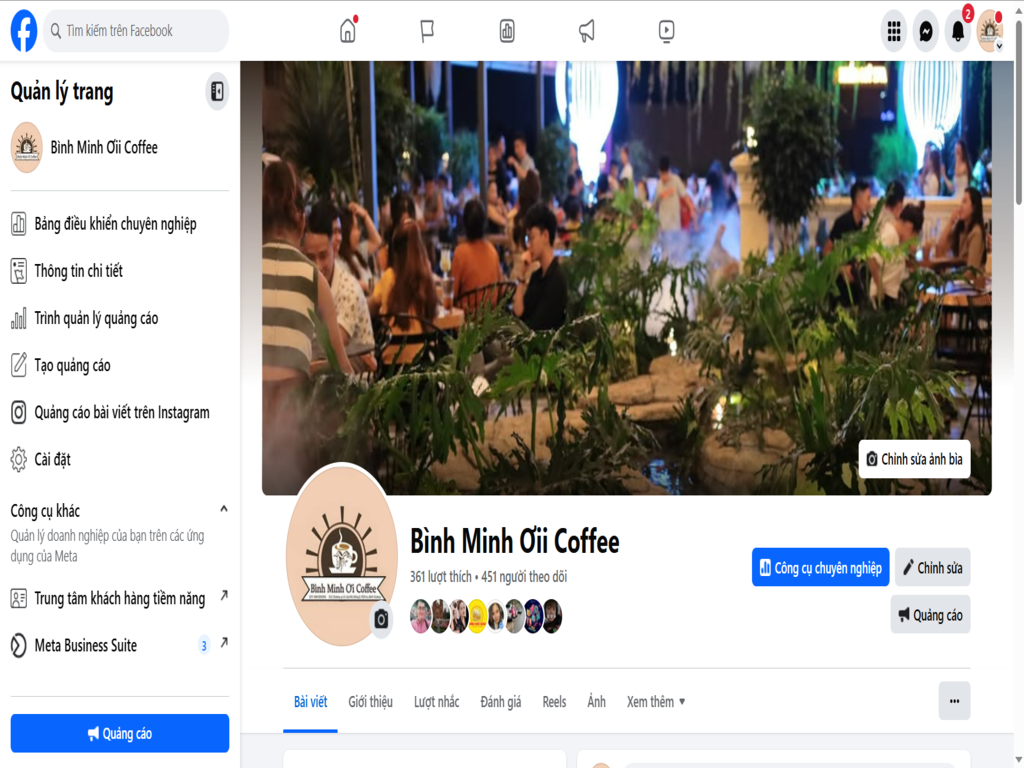 Tìm kiếm trên Facebook
2
Quản lý trang
Bình Minh Ơii Coffee
Bảng điều khiển chuyên nghiệp
Thông tin chi tiết
Trình quản lý quảng cáo
Tạo quảng cáo
Quảng cáo bài viết trên Instagram
Cài đặt
Công cụ khác
Quản lý doanh nghiệp của bạn trên các ứng
dụng của Meta
Trung tâm khách hàng tiềm năng
Meta Business Suite
3
Quảng cáo
Chỉnh sửa ảnh bìa
Bình Minh Ơi Coffee
Bình Minh Ơii Coffee
361 lượt thích • 451 người theo dõi
Công cụ chuyên nghiệp
Chỉnh sửa
Quảng cáo
Bài viết
Giới thiệu
Lượt nhắc
Đánh giá
Reels
Ảnh
Xem thêm